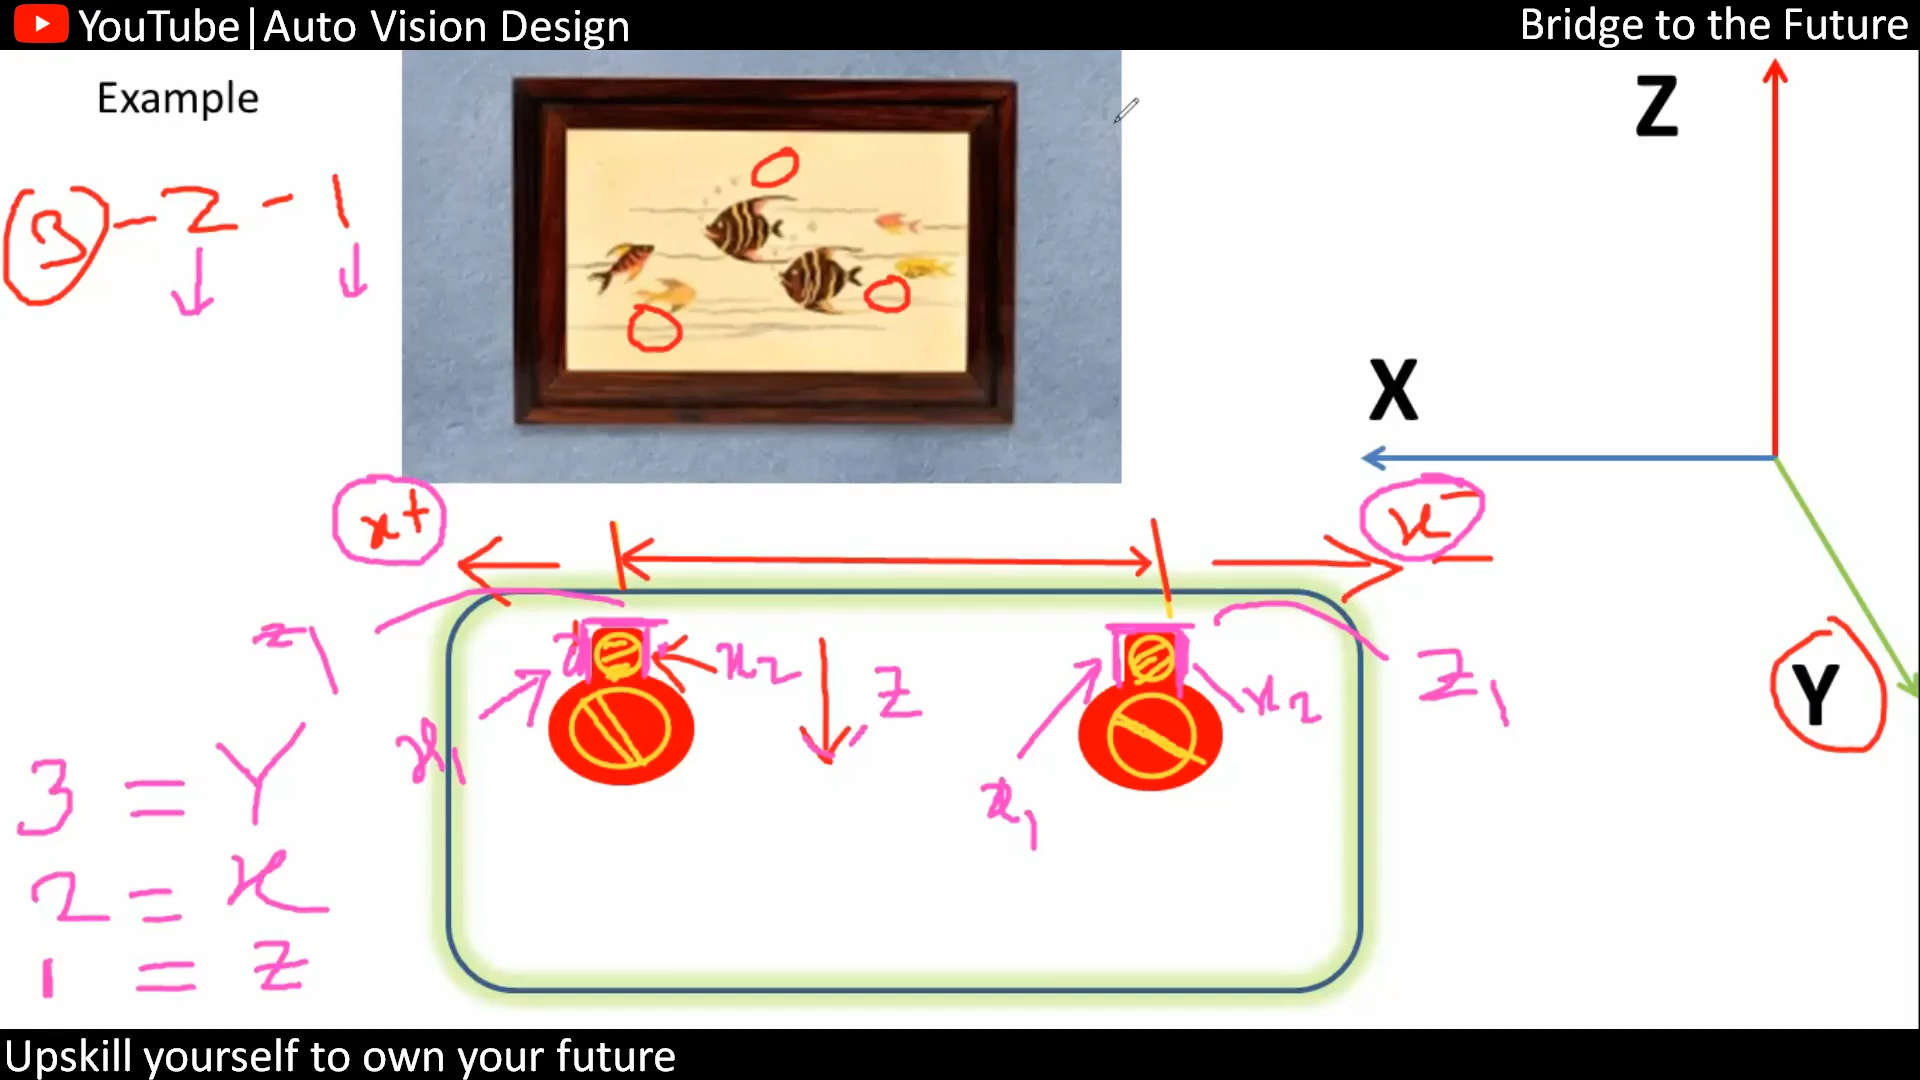 YouTube|Auto Vision Design
Bridge to the Future
Example
3 - 2 - 1
Z
X
x+
x-
z1
x2
Z
x2
Z1
Y
x1
x1
3 = Y
2 = x
1 = Z
Upskill yourself to own your future